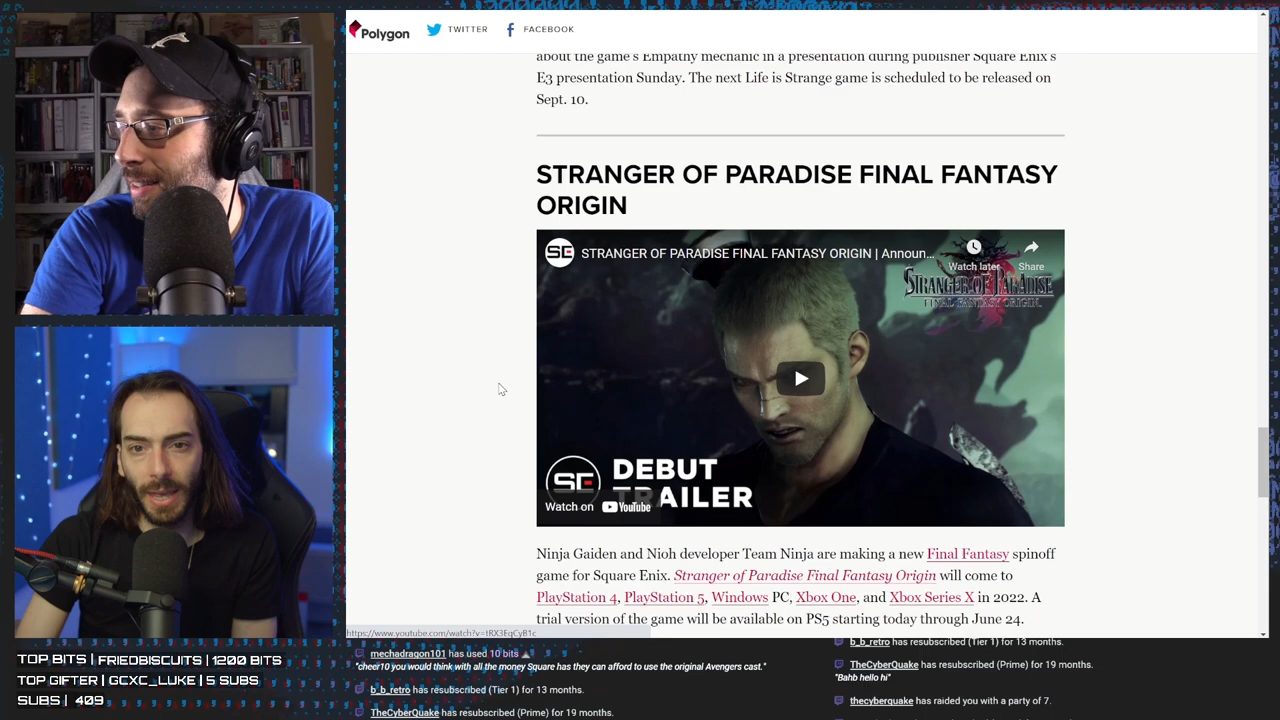 Polygon
TWITTER
FACEBOOK
about the game's Empathy mechanic in a presentation during publisher Square Enix's
E3 presentation Sunday. The next Life is Strange game is scheduled to be released on
Sept. 10.
STRANGER OF PARADISE FINAL FANTASY
ORIGIN
SE
STRANGER OF PARADISE FINAL FANTASY ORIGIN | Announ...
Watch later
Share
STRANGER OF PARADISE
FINAL FANTASY ORIGIN
SE
DEBUT
TRAILER
Watch on YouTube
Ninja Gaiden and Nioh developer Team Ninja are making a new Final Fantasy spinoff
game for Square Enix. Stranger of Paradise Final Fantasy Origin will come to
PlayStation 4, PlayStation 5, Windows PC, Xbox One, and Xbox Series X in 2022. A
trial version of the game will be available on PS5 starting today through June 24.
https://www.youtube.com/watch?v=tRX3EqCyB1c
TOP BITS | FRIEDBISCUITS | 1200 BITS
TOP GIFTER | GCXC_LUKE | 5 SUBS
SUBS | 409
mechadragon101 has used 10 bits
"cheer10 you would think with all the money Square has they can afford to use the original Avengers cast."
b_b_retro has resubscribed (Tier 1) for 13 months.
TheCyberQuake has resubscribed (Prime) for 19 months.
b_b_retro has resubscribed (Tier 1) for 13 months.
TheCyberQuake has resubscribed (Prime) for 19 months.
"Bahb hello hi"
thecyberquake has raided you with a party of 7.